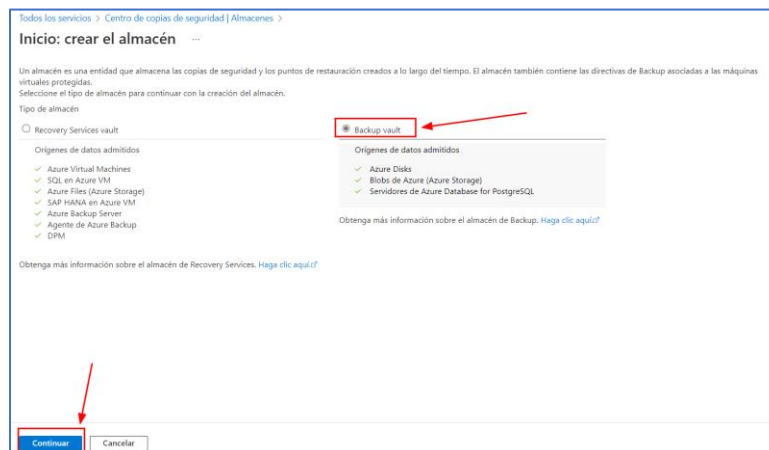 Todos los servicios > Centro de copias de seguridad | Almacenes >
Inicio: crear el almacén ...
Un almacén es una entidad que almacena las copias de seguridad y los puntos de restauración creados a lo largo del tiempo. El almacén también contiene las directivas de Backup asociadas a las máquinas
virtuales protegidas.
Seleccione el tipo de almacén para continuar con la creación del almacén.
Tipo de almacén
Recovery Services vault
Orígenes de datos admitidos
Azure Virtual Machines
SQL en Azure VM
Azure Files (Azure Storage)
SAP HANA en Azure VM
Azure Backup Server
Agente de Azure Backup
DPM
Obtenga más información sobre el almacén de Recovery Services. Haga clic aquí.
Backup vault
Orígenes de datos admitidos
Azure Disks
Blobs de Azure (Azure Storage)
Servidores de Azure Database for PostgreSQL
Obtenga más información sobre el almacén de Backup. Haga clic aquí.
Continuar
Cancelar